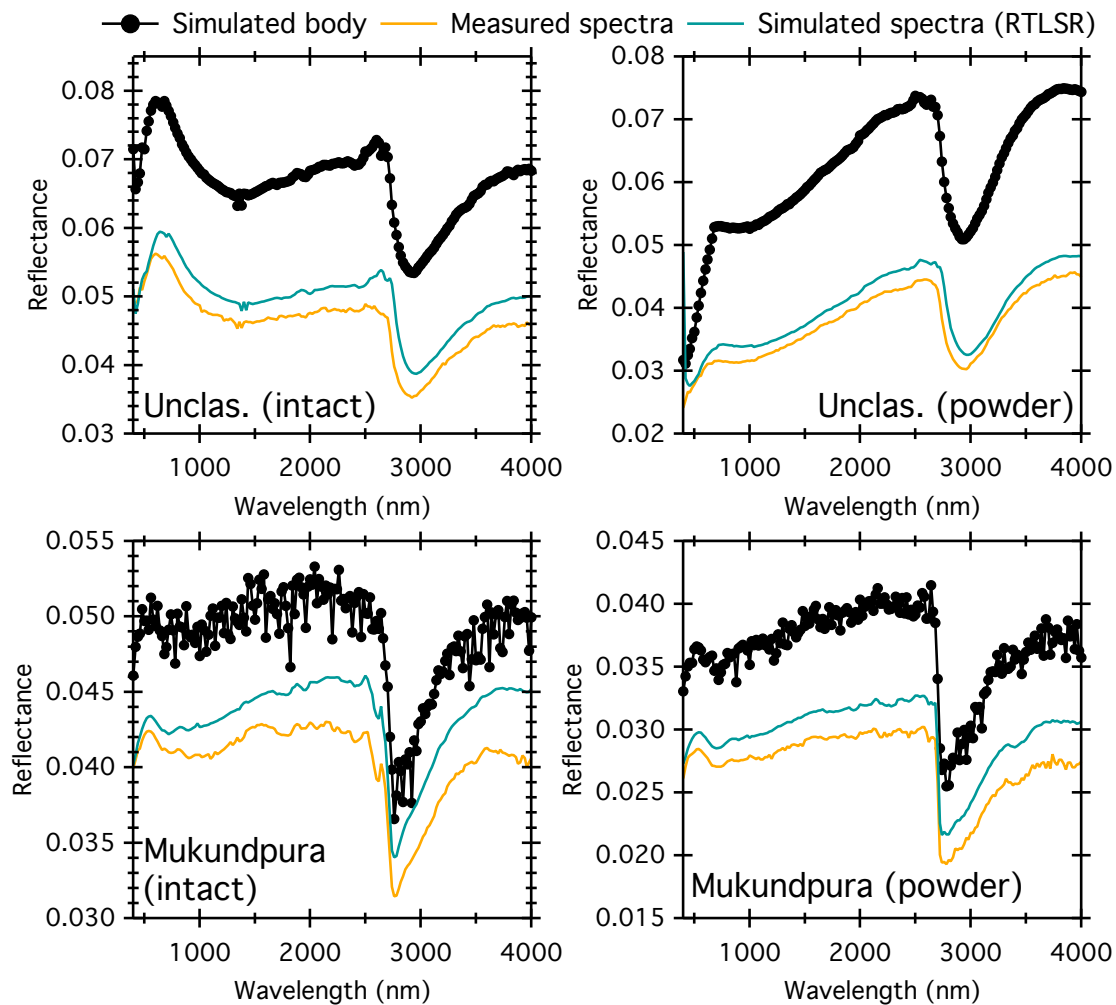 Simulated body Measured spectra Simulated spectra (RTLSR)
0.08
0.07
0.06
0.05
0.04
0.03
Reflectance
Unclas. (intact)
1000 2000 3000 4000
Wavelength (nm)
0.08
0.07
0.06
0.05
0.04
0.03
0.02
Reflectance
Unclas. (powder)
1000 2000 3000 4000
Wavelength (nm)
0.055
0.050
0.045
0.040
0.035
0.030
Reflectance
Mukundpura
(intact)
1000 2000 3000 4000
Wavelength (nm)
0.045
0.040
0.035
0.030
0.025
0.020
0.015
Reflectance
Mukundpura (powder)
1000 2000 3000 4000
Wavelength (nm)